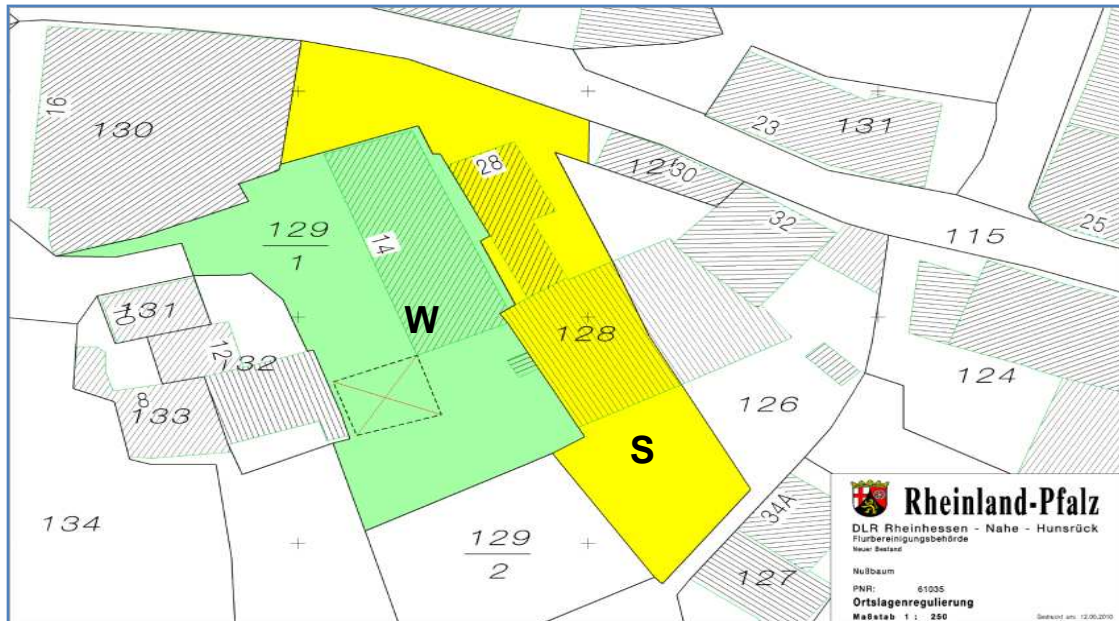 16
130
23
131
28
12
30
32
25
115
129
1
14
W
131
10
128
12
132
124
8
133
126
S
134
129
2
34A
127
Rheinland-Pfalz
DLR Rheinhessen - Nahe - Hunsrück
Flurbereinigungsbehörde
Neuer Bestand
Nußbaum
PNR: 61035
Ortslagenregulierung
Maßstab 1 : 250